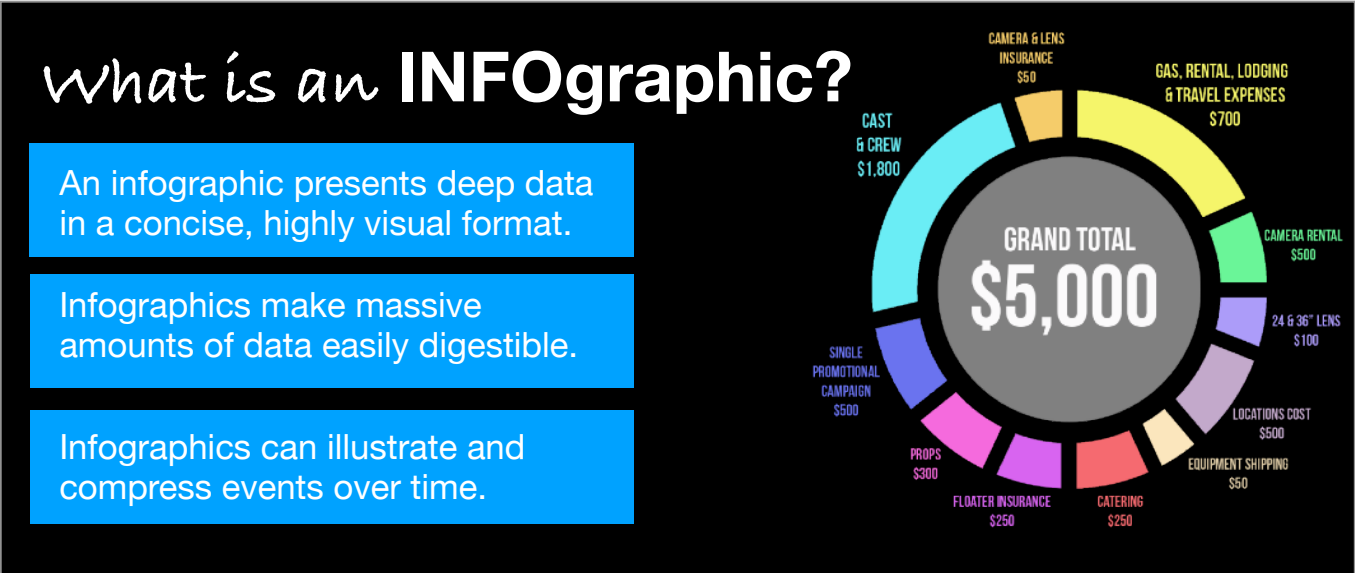 What is an INFOgraphic?
An infographic presents deep data
in a concise, highly visual format.
Infographics make massive
amounts of data easily digestible.
Infographics can illustrate and
compress events over time.
CAMERA & LENS
INSURANCE
$50
GAS, RENTAL, LODGING
& TRAVEL EXPENSES
$700
CAST
& CREW
$1,800
GRAND TOTAL
$5,000
CAMERA RENTAL
$500
24 & 36" LENS
$100
LOCATIONS COST
$500
EQUIPMENT SHIPPING
$50
CATERING
$250
FLOATER INSURANCE
$250
PROPS
$300
SINGLE
PROMOTIONAL
CAMPAIGN
$500